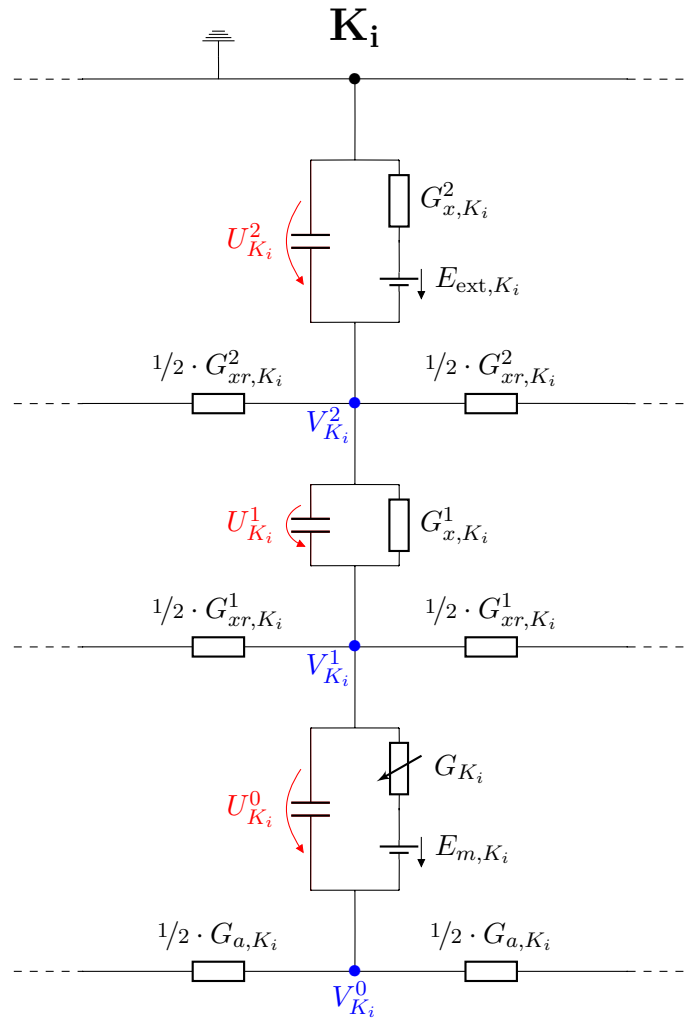 K_i
G^2_{x,K_i}
U^2_{K_i}
E_{ext,K_i}
1/2 · G^2_{xr,K_i} 1/2 · G^2_{xr,K_i}
V^2_{K_i}
U^1_{K_i} G^1_{x,K_i}
1/2 · G^1_{xr,K_i} 1/2 · G^1_{xr,K_i}
V^1_{K_i}
G_{K_i}
U^0_{K_i}
E_{m,K_i}
1/2 · G_{a,K_i} 1/2 · G_{a,K_i}
V^0_{K_i}